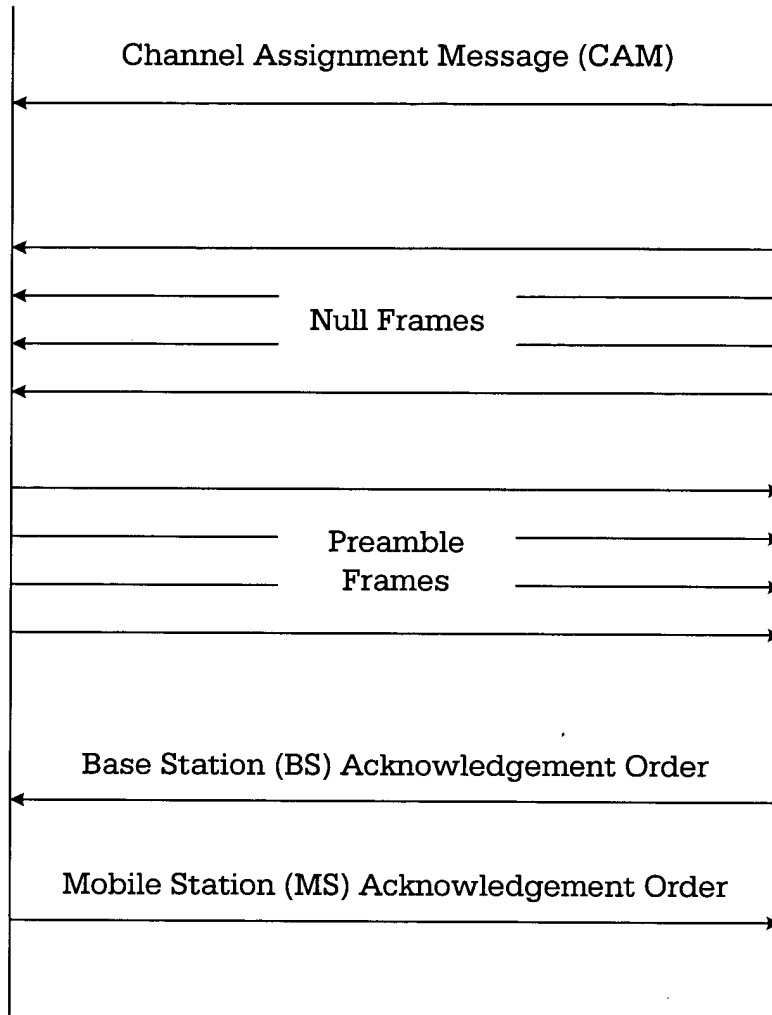 Channel Assignment Message (CAM)
Null Frames
Preamble
Frames
Base Station (BS) Acknowledgement Order
Mobile Station (MS) Acknowledgement Order